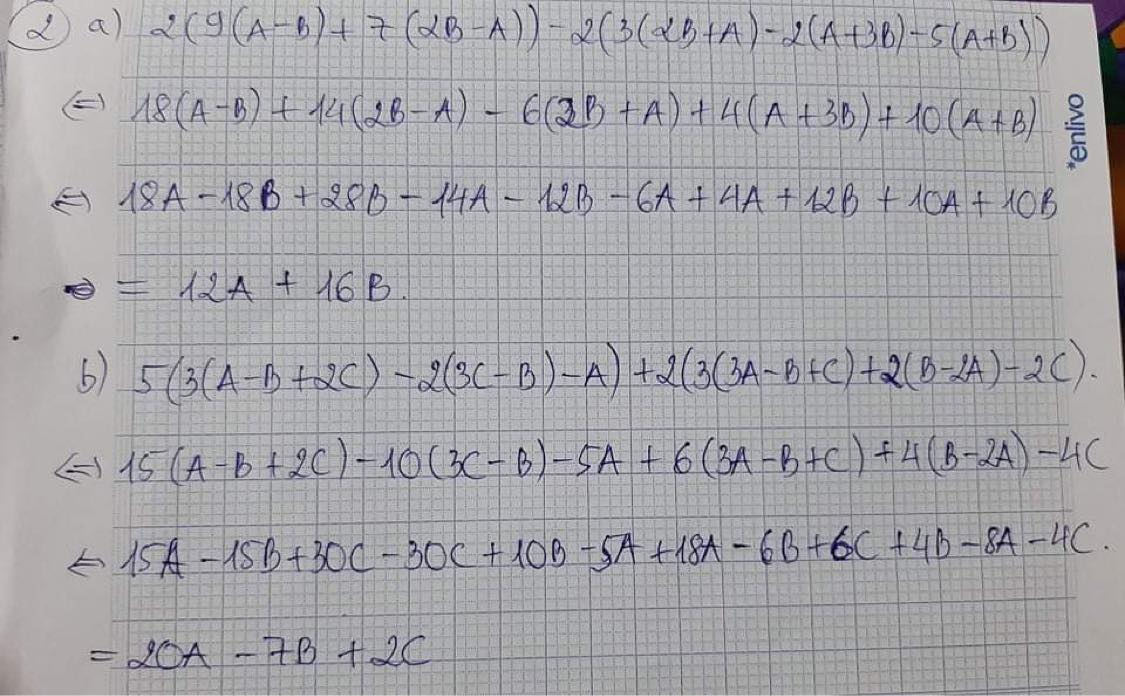 2 a) 2(9(A-B)+7(2B-A))-2(3(2B+A)-2(A+3B)-5(A+B))
⇔ 18(A-B)+14(2B-A)-6(2B+A)+4(A+3B)+10(A+B)
⇔ 18A-18B+28B-14A-12B-6A+4A+12B+10A+10B
= 12A+16B.
b) 5(3(A-B+2C)-2(3C-B)-A)+2(3(3A-B+C)+2(B-2A)-2C).
⇔ 15(A-B+2C)-10(3C-B)-5A+6(3A-B+C)+4(B-2A)-4C
⇔ 15A-15B+30C-30C+10B-5A+18A-6B+6C+4B-8A-4C.
= 20A-7B+2C
*enlivo